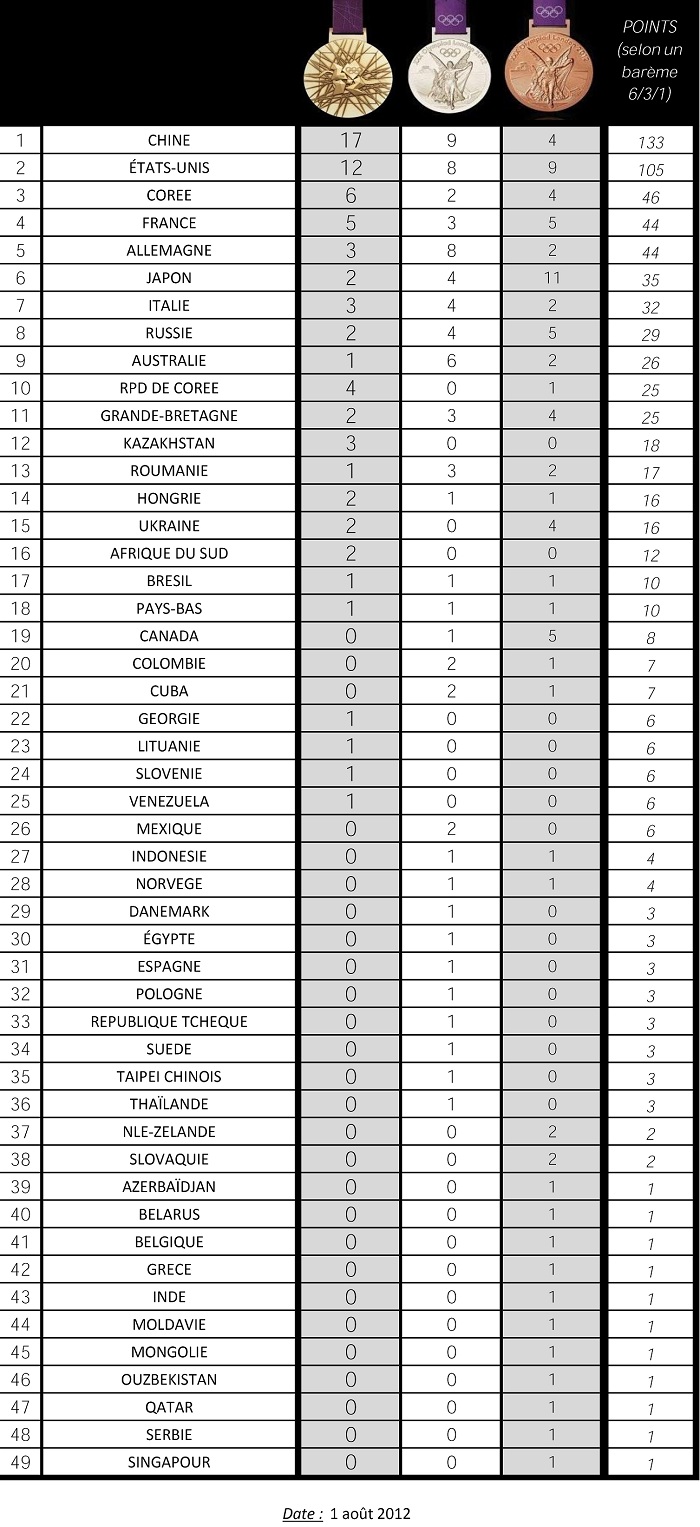 POINTS
(selon un
barème
6/3/1)
1 CHINE 17 9 4 133
2 ÉTATS-UNIS 12 8 9 105
3 COREE 6 2 4 46
4 FRANCE 5 3 5 44
5 ALLEMAGNE 3 8 2 44
6 JAPON 2 4 11 35
7 ITALIE 3 4 2 32
8 RUSSIE 2 4 5 29
9 AUSTRALIE 1 6 2 26
10 RPD DE COREE 4 0 1 25
11 GRANDE-BRETAGNE 2 3 4 25
12 KAZAKHSTAN 3 0 0 18
13 ROUMANIE 1 3 2 17
14 HONGRIE 2 1 1 16
15 UKRAINE 2 0 4 16
16 AFRIQUE DU SUD 2 0 0 12
17 BRESIL 1 1 1 10
18 PAYS-BAS 1 1 1 10
19 CANADA 0 1 5 8
20 COLOMBIE 0 2 1 7
21 CUBA 0 2 1 7
22 GEORGIE 1 0 0 6
23 LITUANIE 1 0 0 6
24 SLOVENIE 1 0 0 6
25 VENEZUELA 1 0 0 6
26 MEXIQUE 0 2 0 6
27 INDONESIE 0 1 1 4
28 NORVEGE 0 1 1 4
29 DANEMARK 0 1 0 3
30 ÉGYPTE 0 1 0 3
31 ESPAGNE 0 1 0 3
32 POLOGNE 0 1 0 3
33 REPUBLIQUE TCHEQUE 0 1 0 3
34 SUEDE 0 1 0 3
35 TAIPEI CHINOIS 0 1 0 3
36 THAÏLANDE 0 1 0 3
37 NLE-ZELANDE 0 0 2 2
38 SLOVAQUIE 0 0 2 2
39 AZERBAÏDJAN 0 0 1 1
40 BELARUS 0 0 1 1
41 BELGIQUE 0 0 1 1
42 GRECE 0 0 1 1
43 INDE 0 0 1 1
44 MOLDAVIE 0 0 1 1
45 MONGOLIE 0 0 1 1
46 OUZBEKISTAN 0 0 1 1
47 QATAR 0 0 1 1
48 SERBIE 0 0 1 1
49 SINGAPOUR 0 0 1 1
Date : 1 août 2012